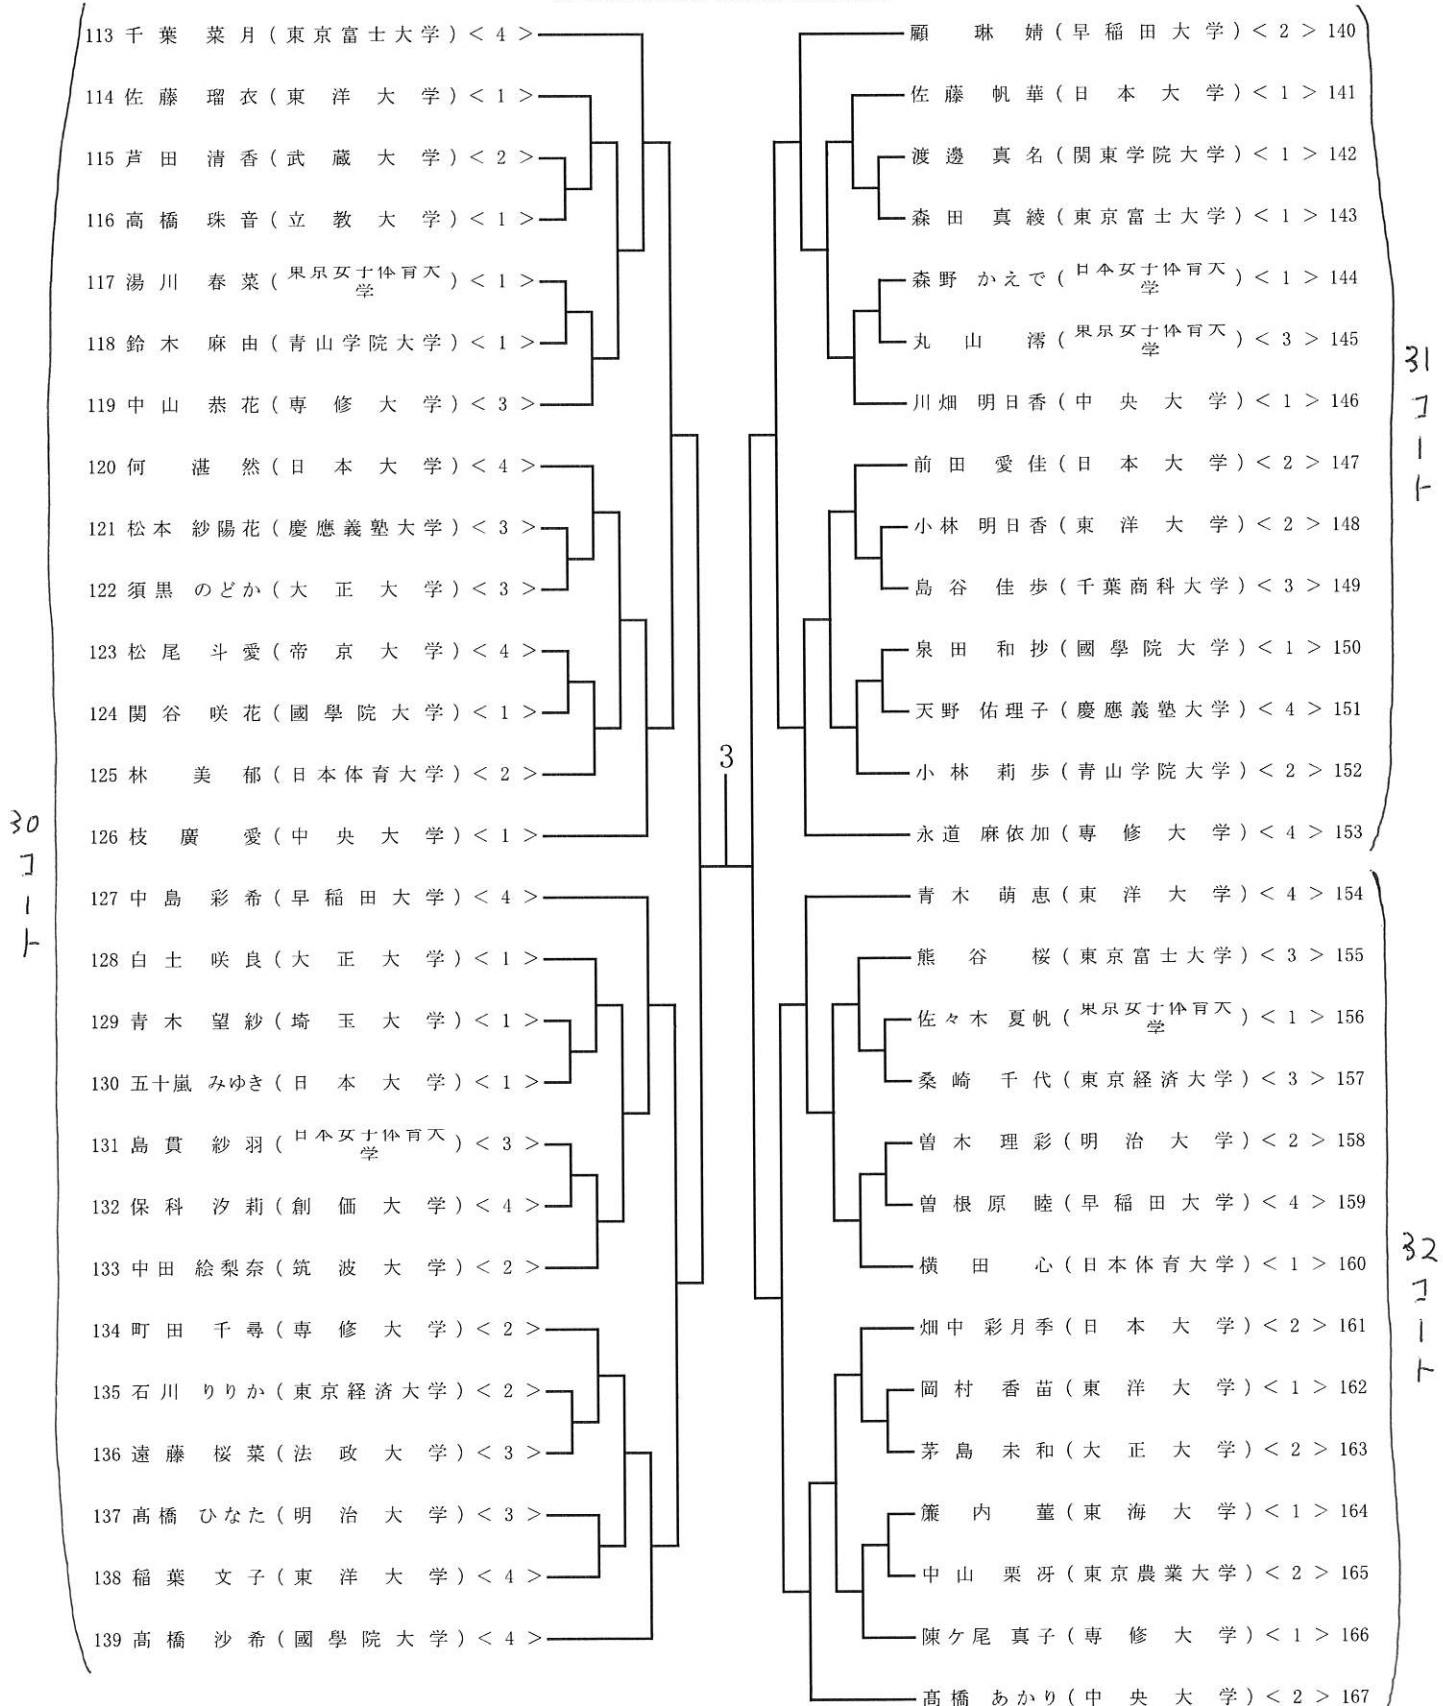 113 千葉 菜月 (東京富士大学) < 4 >
114 佐藤 瑠衣 (東洋大学) < 1 >
115 芦田 清香 (武蔵大学) < 2 >
116 高橋 珠音 (立教大学) < 1 >
117 湯川 春菜 (東京女子体育大学) < 1 >
118 鈴木 麻由 (青山学院大学) < 1 >
119 中山 恭花 (専修大学) < 3 >
120 何 湛然 (日本大学) < 4 >
121 松本 紗陽花 (慶應義塾大学) < 3 >
122 須黒 のどか (大正大学) < 3 >
123 松尾 斗愛 (帝京大学) < 4 >
124 関谷 咲花 (國學院大学) < 1 >
125 林 美郁 (日本体育大学) < 2 >
126 枝廣 愛 (中央大学) < 1 >
127 中島 彩希 (早稲田大学) < 4 >
128 白土 咲良 (大正大学) < 1 >
129 青木 望紗 (埼玉大学) < 1 >
130 五十嵐 みゆき (日本大学) < 1 >
131 島貫 紗羽 (日本女子体育大学) < 3 >
132 保科 汐莉 (創価大学) < 4 >
133 中田 絵梨奈 (筑波大学) < 2 >
134 町田 千尋 (専修大学) < 2 >
135 石川 りりか (東京経済大学) < 2 >
136 遠藤 桜菜 (法政大学) < 3 >
137 髙橋 ひなた (明治大学) < 3 >
138 稲葉 文子 (東洋大学) < 4 >
139 髙橋 沙希 (國學院大学) < 4 >
30コート
3
顧 琳婧 (早稲田大学) < 2 > 140
佐藤 帆華 (日本大学) < 1 > 141
渡邊 真名 (関東学院大学) < 1 > 142
森田 真綾 (東京富士大学) < 1 > 143
森野 かえで (日本女子体育大学) < 1 > 144
丸山 澪 (東京女子体育大学) < 3 > 145
川畑 明日香 (中央大学) < 1 > 146
前田 愛佳 (日本大学) < 2 > 147
小林 明日香 (東洋大学) < 2 > 148
島谷 佳歩 (千葉商科大学) < 3 > 149
泉田 和抄 (國學院大学) < 1 > 150
天野 佑理子 (慶應義塾大学) < 4 > 151
小林 莉歩 (青山学院大学) < 2 > 152
永道 麻依加 (専修大学) < 4 > 153
31コート
青木 萌恵 (東洋大学) < 4 > 154
熊谷 桜 (東京富士大学) < 3 > 155
佐々木 夏帆 (東京女子体育大学) < 1 > 156
桑崎 千代 (東京経済大学) < 3 > 157
曽木 理彩 (明治大学) < 2 > 158
曽根原 睦 (早稲田大学) < 4 > 159
横田 心 (日本体育大学) < 1 > 160
畑中 彩月季 (日本大学) < 2 > 161
岡村 香苗 (東洋大学) < 1 > 162
茅島 未和 (大正大学) < 2 > 163
簾内 菫 (東海大学) < 1 > 164
中山 栗冴 (東京農業大学) < 2 > 165
陳ケ尾 真子 (専修大学) < 1 > 166
髙橋 あかり (中央大学) < 2 > 167
32コート